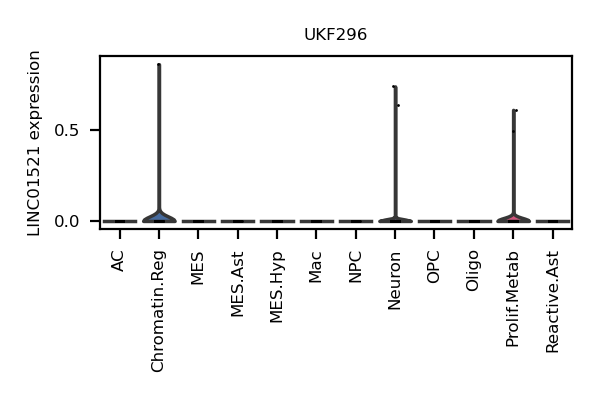 UKF296
LINC01521 expression
0.5
0.0
AC
Chromatin.Reg
MES
MES.Ast
MES.Hyp
Mac
NPC
Neuron
OPC
Oligo
Prolif.Metab
Reactive.Ast